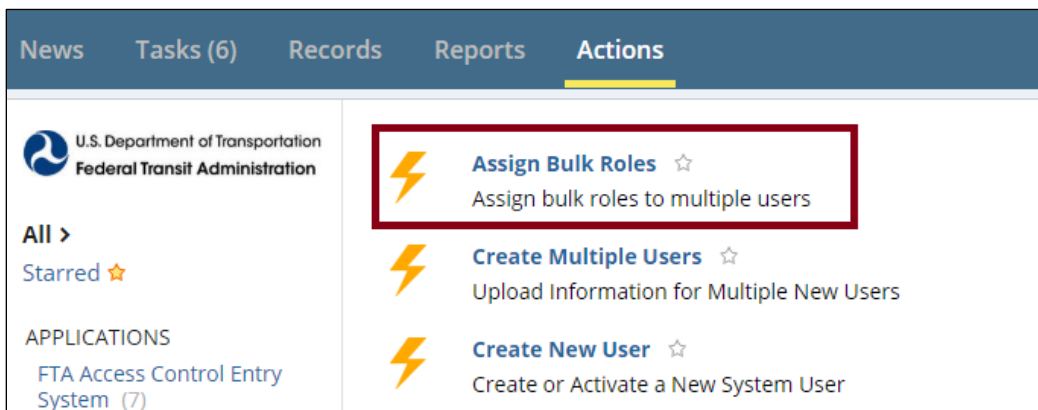 News Tasks (6) Records Reports Actions
U.S. Department of Transportation
Federal Transit Administration
All >
Starred
APPLICATIONS
FTA Access Control Entry
System (7)
Assign Bulk Roles
Assign bulk roles to multiple users
Create Multiple Users
Upload Information for Multiple New Users
Create New User
Create or Activate a New System User